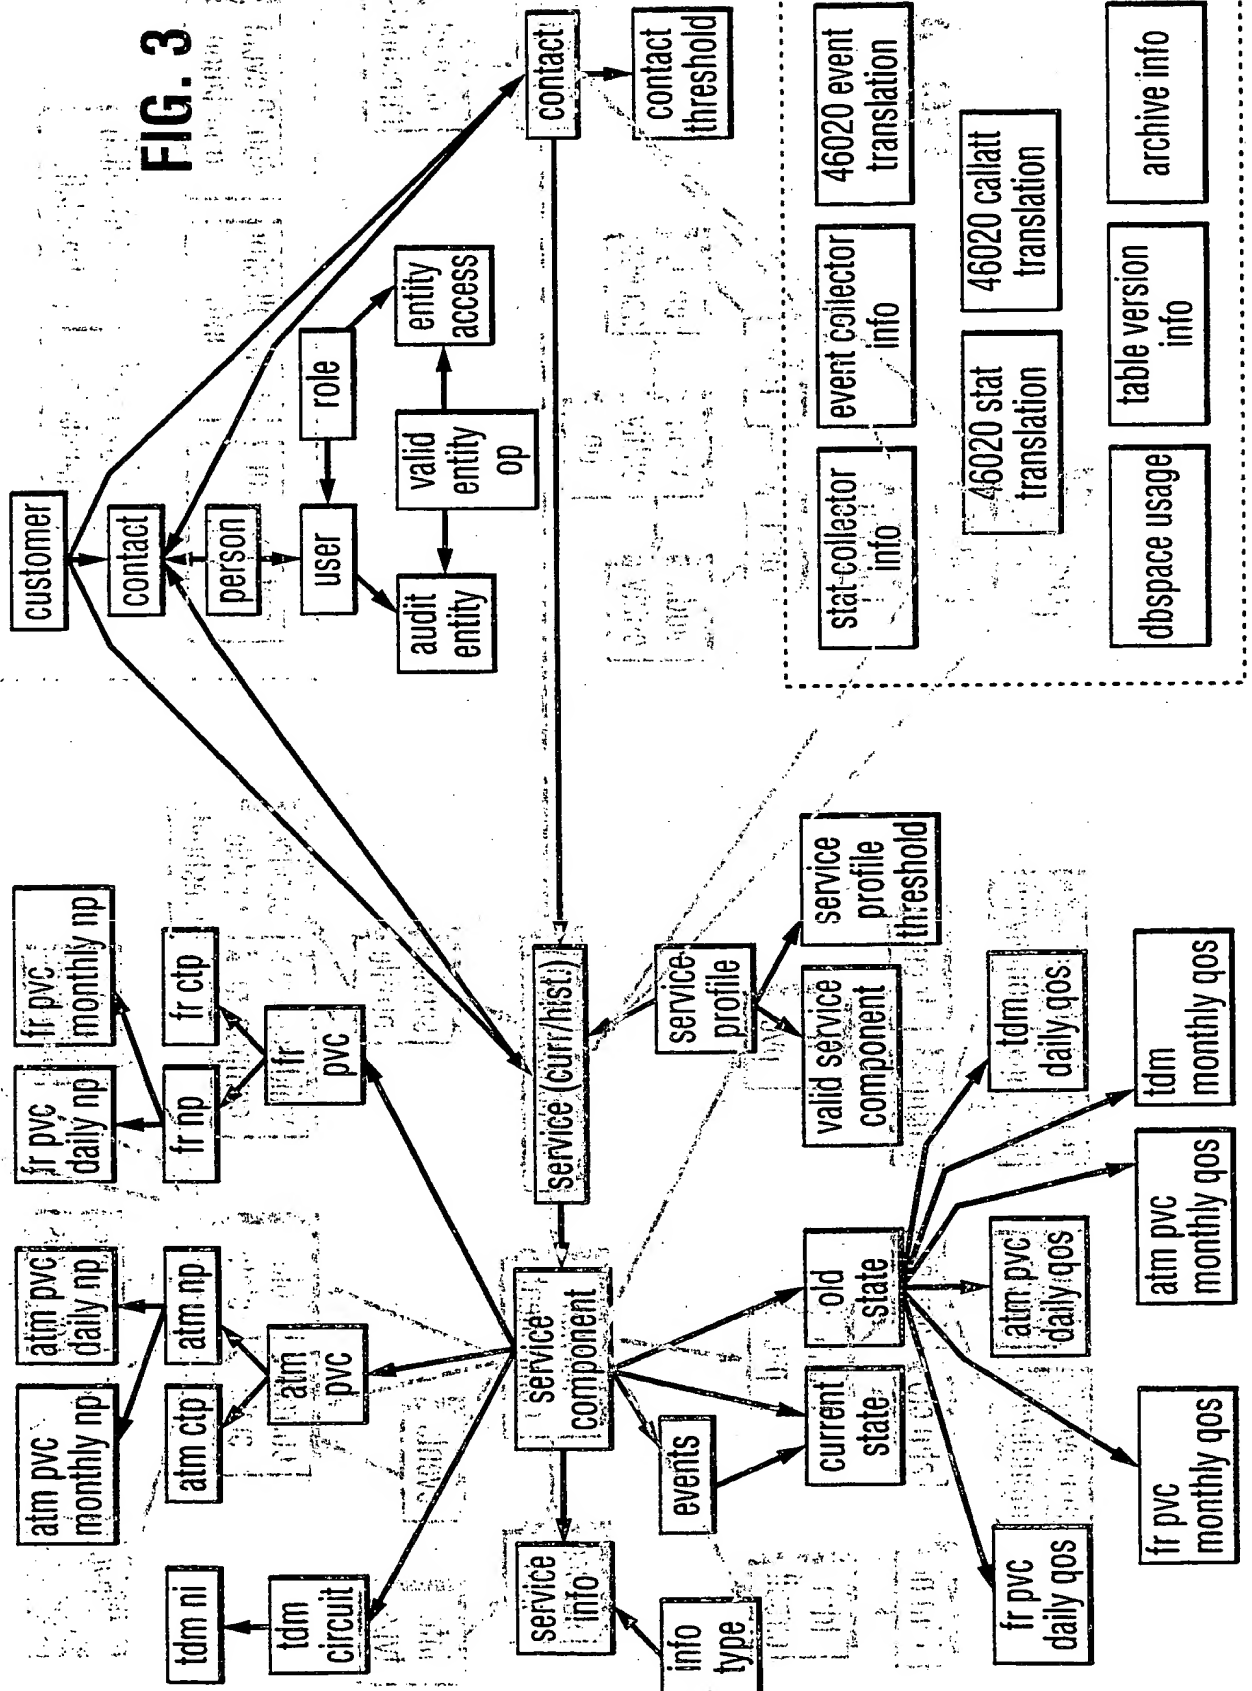 FIG. 3
atm pvc
monthly np
atm pvc
daily np
fr pvc
daily np
fr pvc
monthly np
customer
tdm ni
atm ctp
atm np
fr np
fr ctp
contact
tdm
circuit
atm
pvc
fr
pvc
person
user
role
audit
entity
valid
entity
op
entity
access
service
info
service
component
service (curr/hist.)
contact
info
type
events
service
profile
contact
threshold
current
state
old
state
valid service
component
service
profile
threshold
stat collector
info
event collector
info
46020 event
translation
fr pvc
daily qos
atm pvc
daily qos
tdm
daily qos
46020 stat
translation
46020 callatt
translation
fr pvc
monthly qos
atm pvc
monthly qos
tdm
monthly qos
dbspace usage
table version
info
archive info